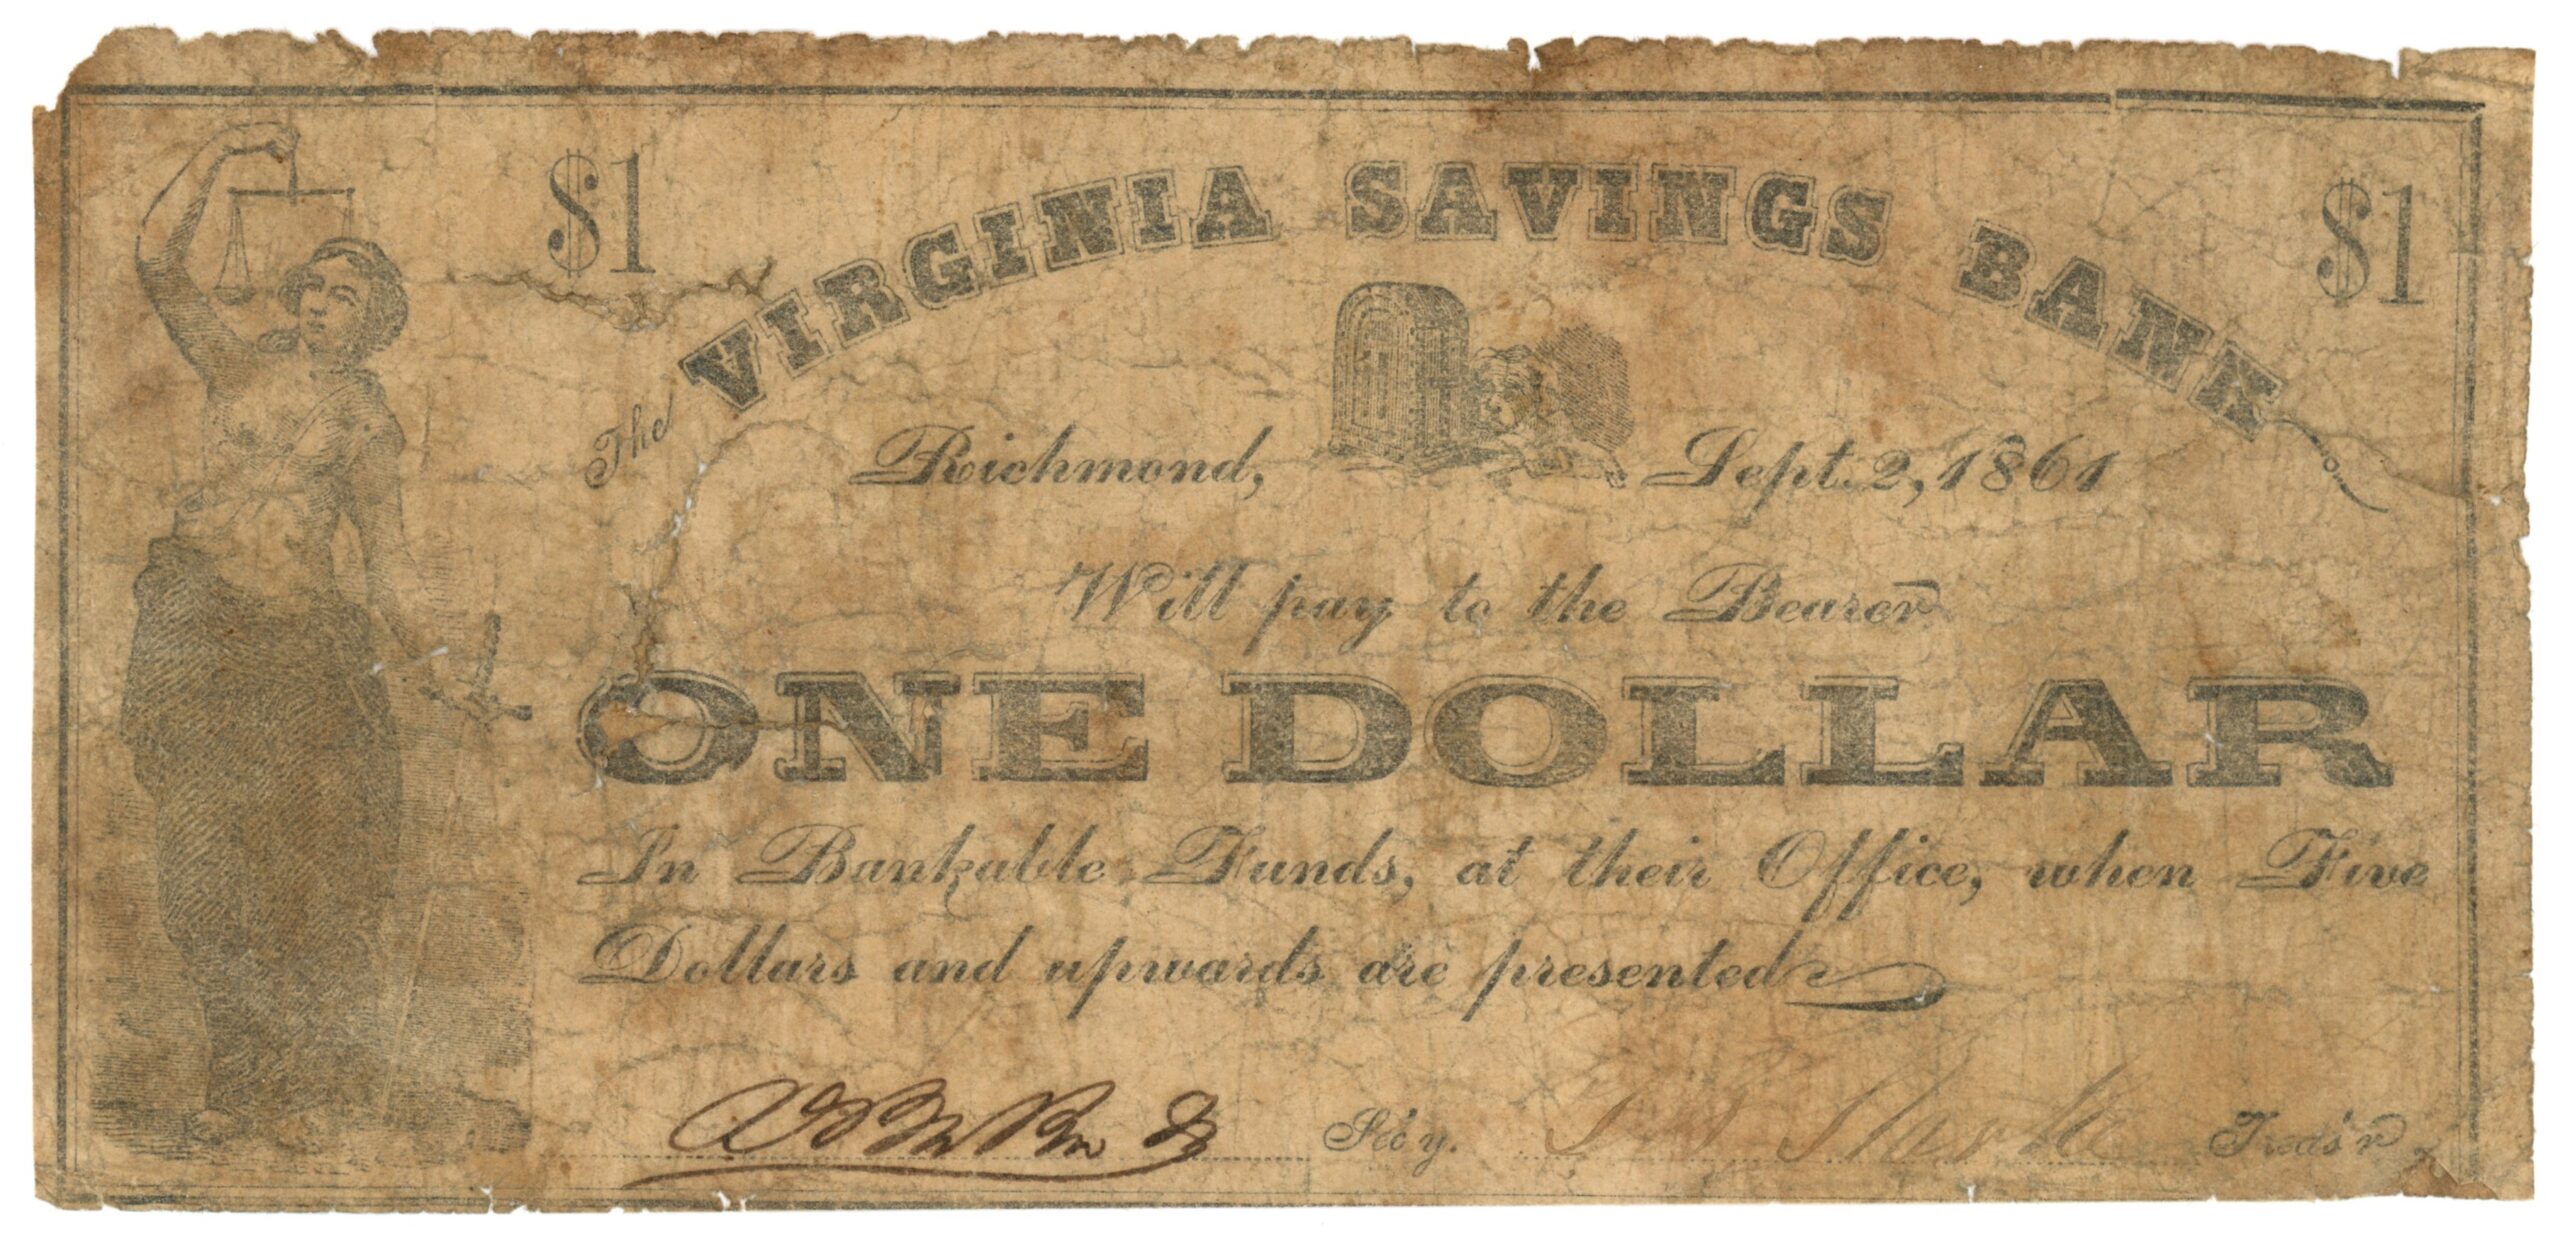 $1 $1
The VIRGINIA SAVINGS BANK
Richmond, Sept. 2, 1861
Will pay to the Bearer
ONE DOLLAR
In Bankable Funds, at their Office, when Five
Dollars and upwards are presented
Sec'y. Treas'r